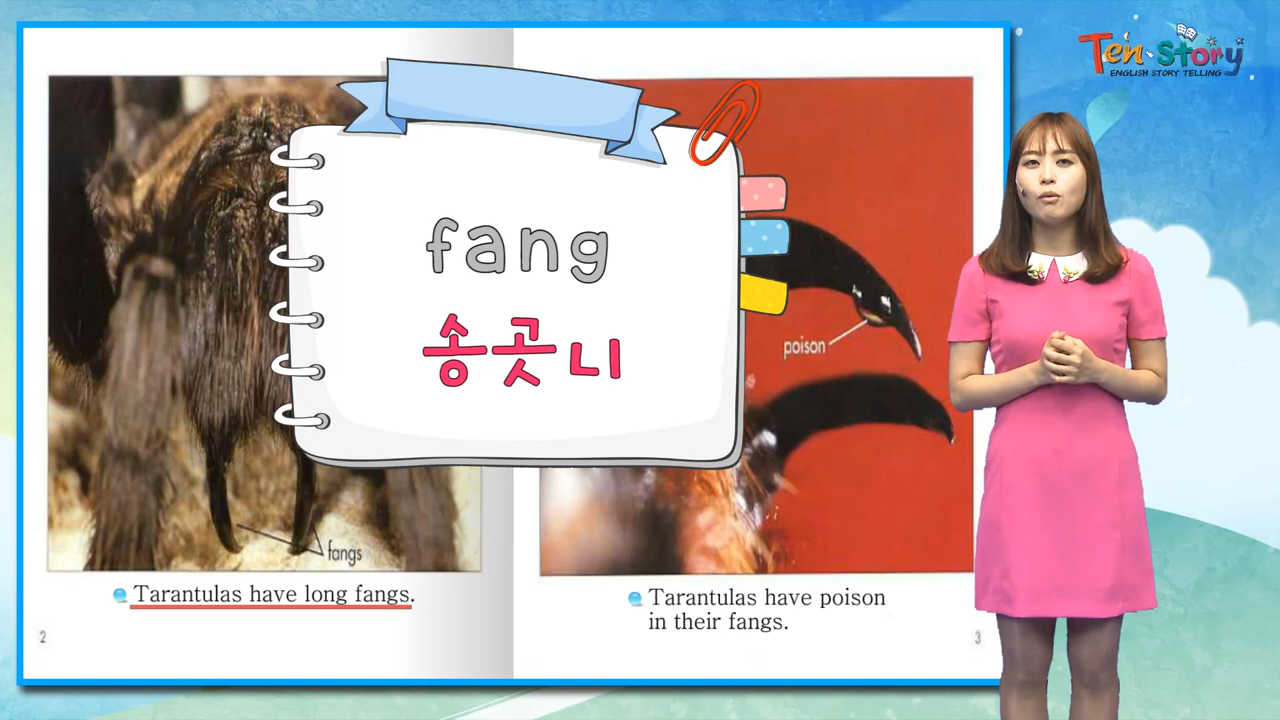 Ten Story
ENGLISH STORY TELLING
fang
송곳니
poison
fangs
Tarantulas have long fangs.
Tarantulas have poison
in their fangs.
2
3